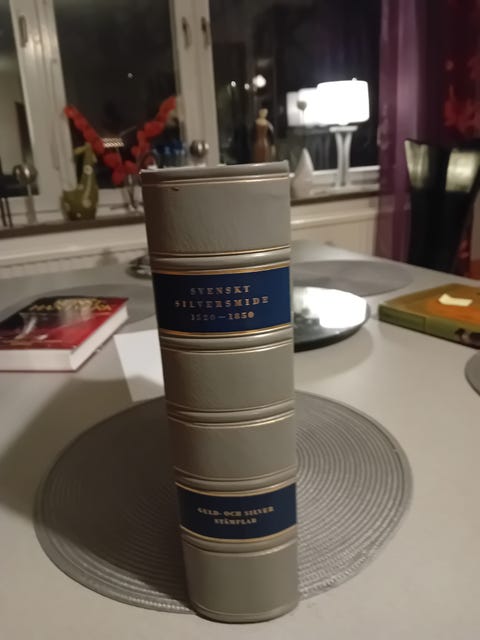 SVENSKT
SILVERSMIDE
1520–1850
GULD- OCH SILVER
STÄMPLAR